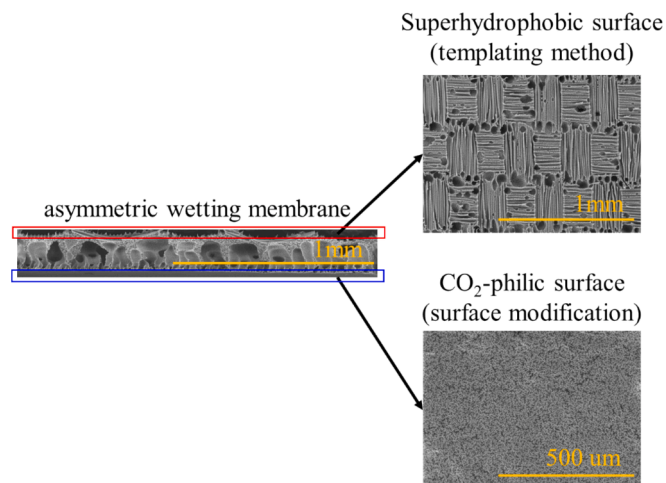 Superhydrophobic surface
(templating method)
1mm
asymmetric wetting membrane
1mm
CO₂-philic surface
(surface modification)
500 um